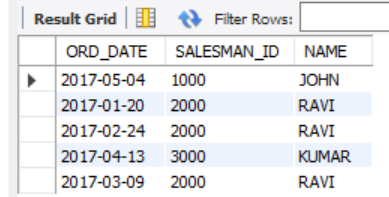 Result Grid Filter Rows:
ORD_DATE SALESMAN_ID NAME
2017-05-04 1000 JOHN
2017-01-20 2000 RAVI
2017-02-24 2000 RAVI
2017-04-13 3000 KUMAR
2017-03-09 2000 RAVI